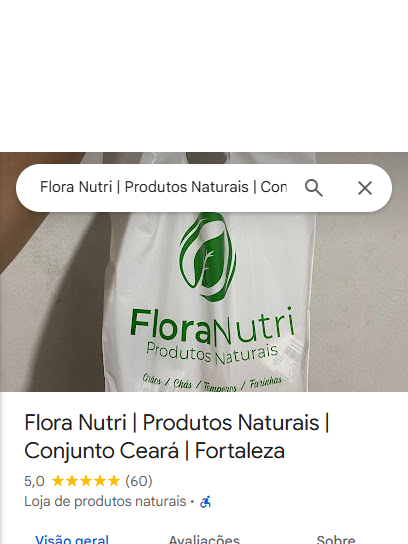 Flora Nutri | Produtos Naturais | Con
FloraNutri
Produtos Naturais
Grãos / Chás / Temperos / Farinhas
Flora Nutri | Produtos Naturais |
Conjunto Ceará | Fortaleza
5,0 ★★★★★ (60)
Loja de produtos naturais ·
Visão geral Avaliações Sobre